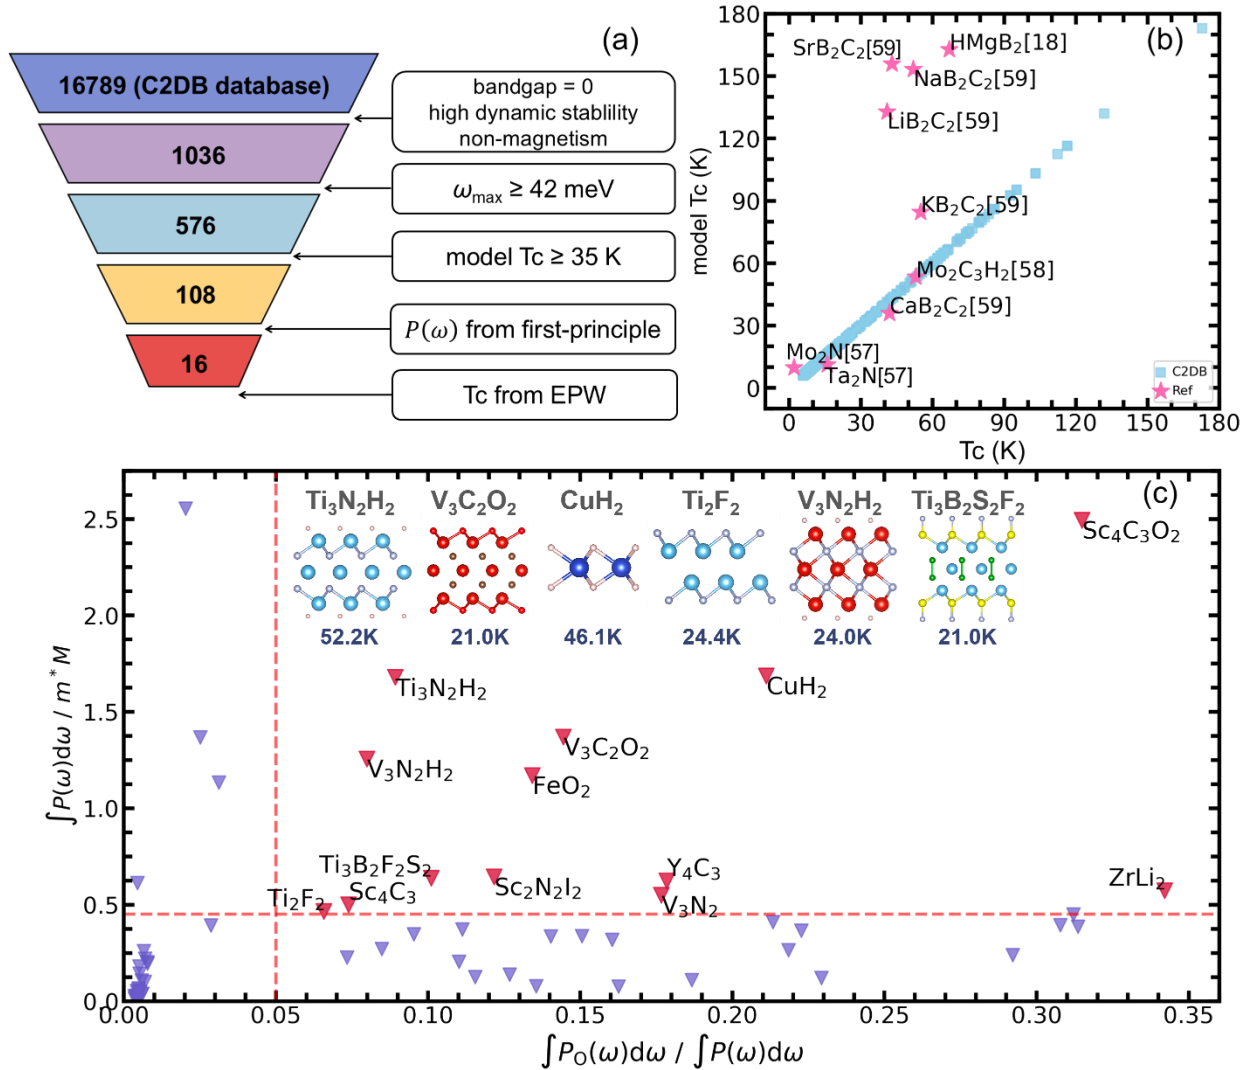 (a)
16789 (C2DB database)
bandgap = 0
high dynamic stablility
non-magnetism
1036
ω_max ≥ 42 meV
576
model Tc ≥ 35 K
108
P(ω) from first-principle
16
Tc from EPW
(b)
180
150
120
90
60
30
0
model Tc (K)
SrB₂C₂[59]
HMgB₂[18]
NaB₂C₂[59]
LiB₂C₂[59]
KB₂C₂[59]
Mo₂C₃H₂[58]
CaB₂C₂[59]
Mo₂N[57]
Ta₂N[57]
C2DB
Ref
0 30 60 90 120 150 180
Tc (K)
(c)
Ti₃N₂H₂ V₃C₂O₂ CuH₂ Ti₂F₂ V₃N₂H₂ Ti₃B₂S₂F₂
52.2K 21.0K 46.1K 24.4K 24.0K 21.0K
2.5
2.0
1.5
1.0
0.5
0.0
∫P(ω)dω / m*M
Sc₄C₃O₂
Ti₃N₂H₂
CuH₂
V₃C₂O₂
V₃N₂H₂
FeO₂
Ti₃B₂F₂S₂
Sc₂N₂I₂
Y₄C₃
ZrLi₂
Ti₂F₂
Sc₄C₃
V₃N₂
0.00 0.05 0.10 0.15 0.20 0.25 0.30 0.35
∫P_O(ω)dω / ∫P(ω)dω